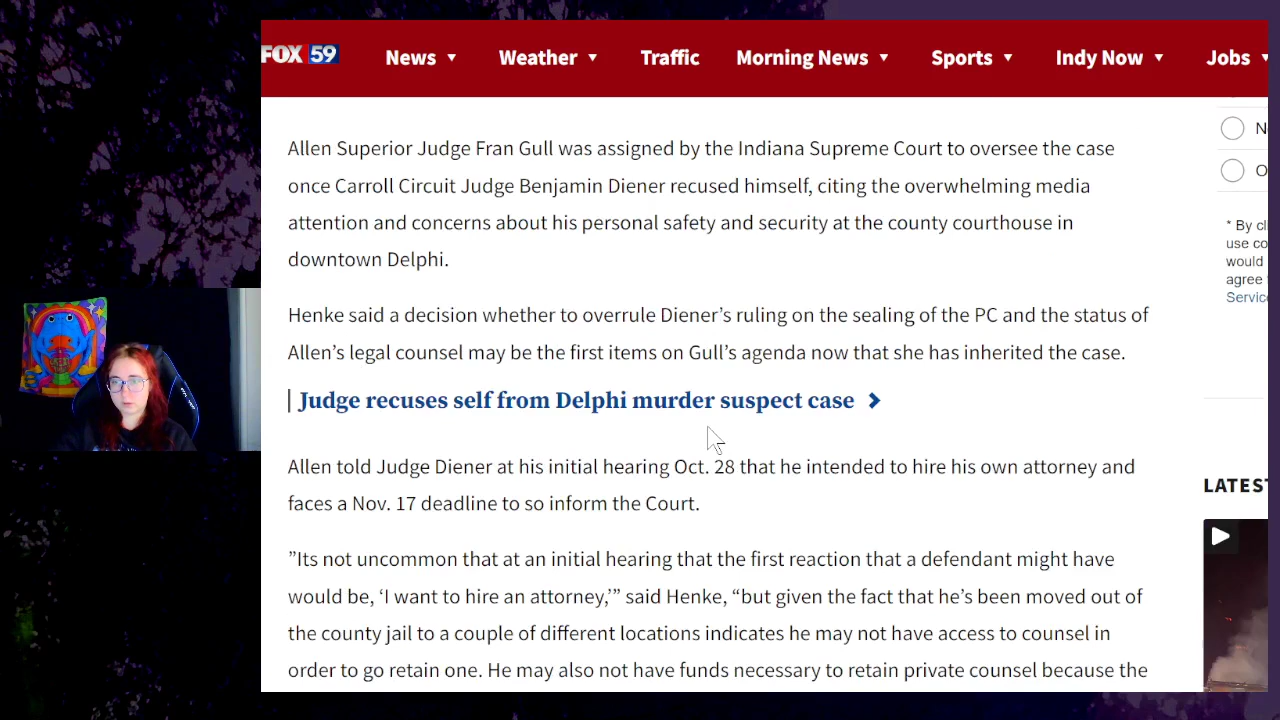 FOX 59
News Weather Traffic Morning News Sports Indy Now Jobs
Allen Superior Judge Fran Gull was assigned by the Indiana Supreme Court to oversee the case
once Carroll Circuit Judge Benjamin Diener recused himself, citing the overwhelming media
attention and concerns about his personal safety and security at the county courthouse in
downtown Delphi.
Henke said a decision whether to overrule Diener’s ruling on the sealing of the PC and the status of
Allen’s legal counsel may be the first items on Gull’s agenda now that she has inherited the case.
Judge recuses self from Delphi murder suspect case
Allen told Judge Diener at his initial hearing Oct. 28 that he intended to hire his own attorney and
faces a Nov. 17 deadline to so inform the Court.
”Its not uncommon that at an initial hearing that the first reaction that a defendant might have
would be, ‘I want to hire an attorney,’” said Henke, “but given the fact that he’s been moved out of
the county jail to a couple of different locations indicates he may not have access to counsel in
order to go retain one. He may also not have funds necessary to retain private counsel because the
* By cl
use co
would
agree
Servic
LATES